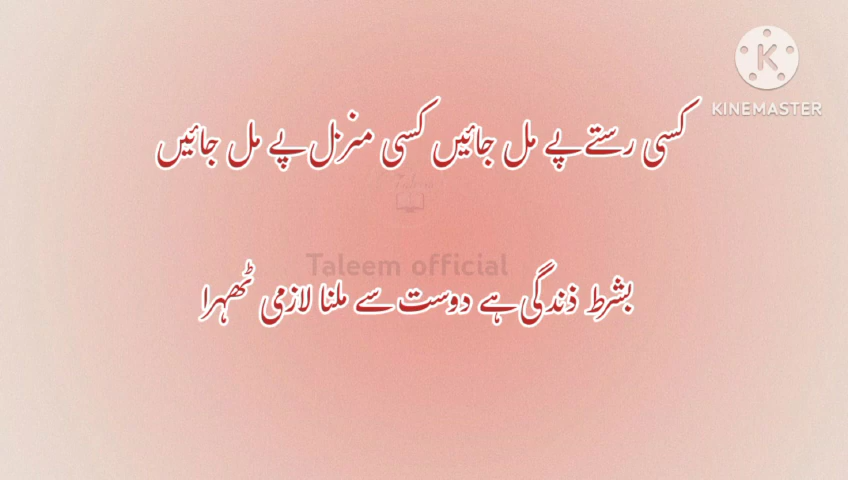 KINEMASTER
کسی رستے پے مل جائیں کسی منزل پے مل جائیں
Taleem official
بشرط ذندگی ہے دوست سے ملنا لازمی ٹھہرا